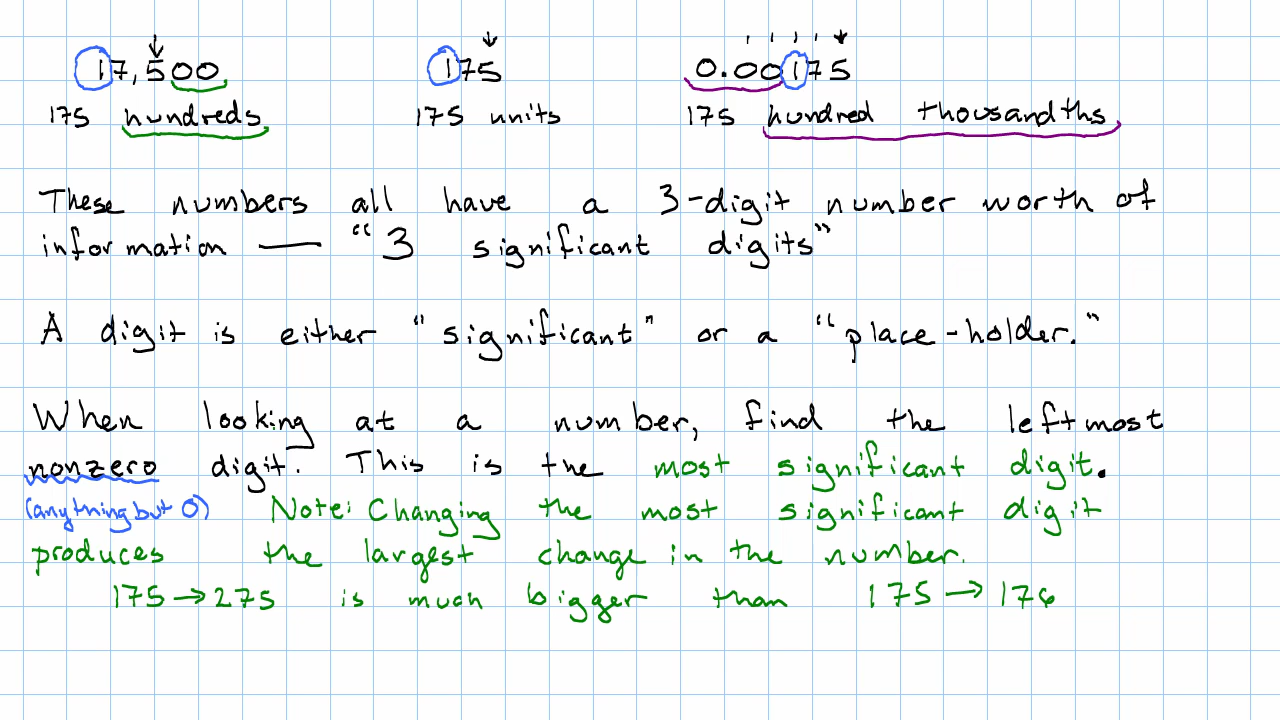 17,500 175 0.00175
175 hundreds 175 units 175 hundred thousandths
These numbers all have a 3-digit number worth of
information — "3 significant digits"
A digit is either "significant" or a "place-holder."
When looking at a number, find the leftmost
nonzero digit. This is the most significant digit.
(anything but 0) Note: Changing the most significant digit
produces the largest change in the number.
175 → 275 is much bigger than 175 → 176